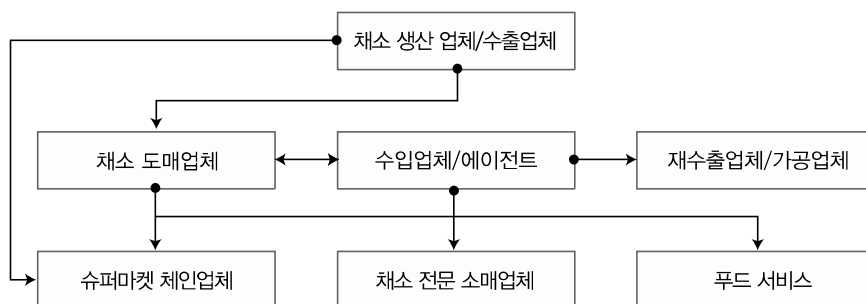 채소 생산 업체/수출업체
채소 도매업체
수입업체/에이전트
재수출업체/가공업체
슈퍼마켓 체인업체
채소 전문 소매업체
푸드 서비스